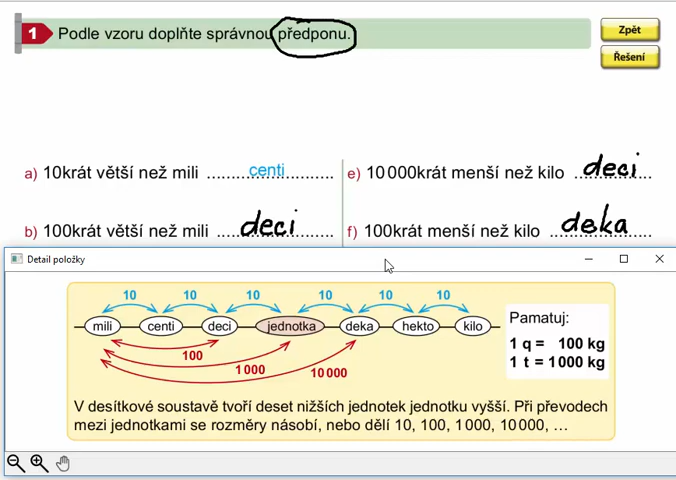 1 Podle vzoru doplňte správnou předponu.
Zpět
Řešení
a) 10krát větší než mili centi
e) 10 000krát menší než kilo deci
b) 100krát větší než mili deci
f) 100krát menší než kilo deka
Detail položky
10 10 10 10 10 10
mili centi deci jednotka deka hekto kilo
100
1 000
10 000
Pamatuj:
1 q = 100 kg
1 t = 1 000 kg
V desítkové soustavě tvoří deset nižších jednotek jednotku vyšší. Při převodech
mezi jednotkami se rozměry násobí, nebo dělí 10, 100, 1 000, 10 000, …